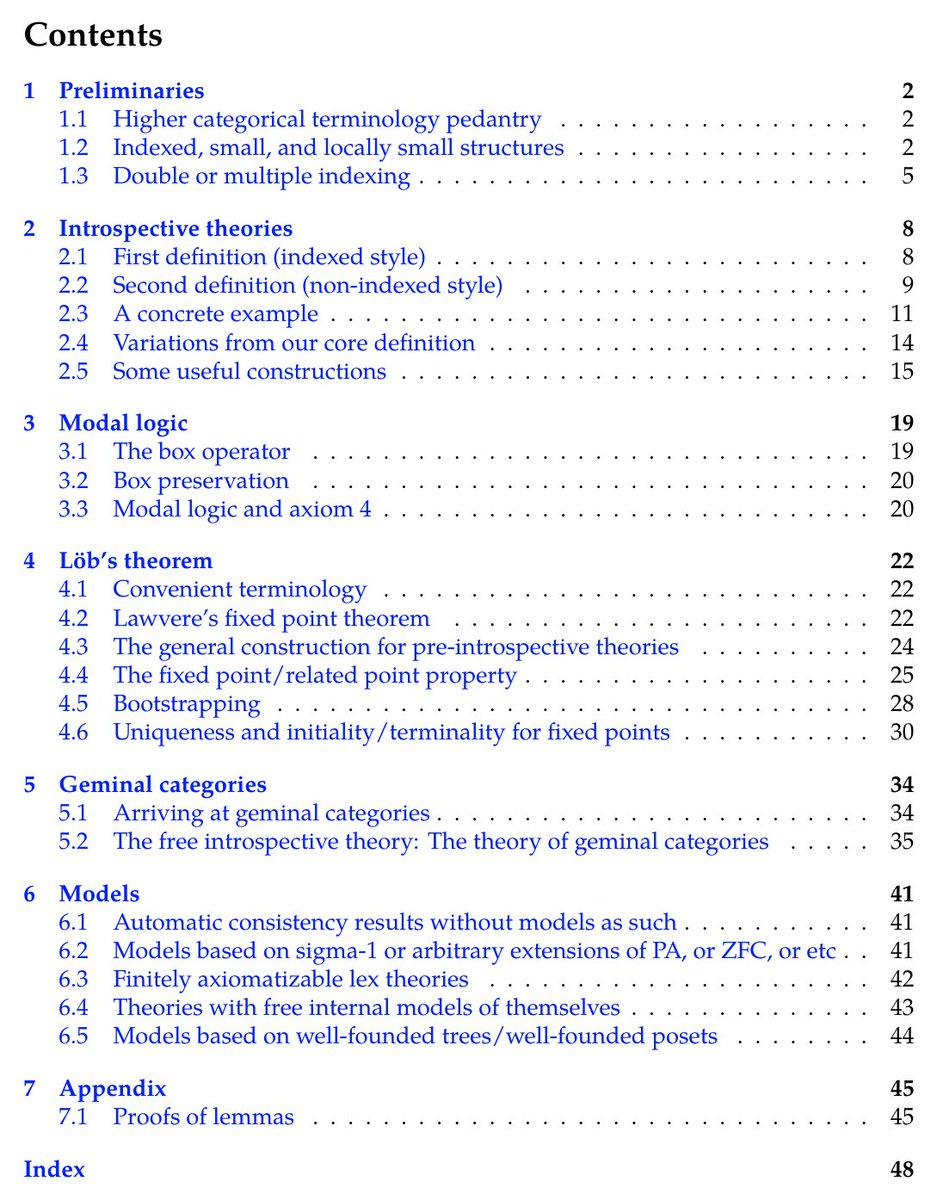 Contents
1 Preliminaries 2
1.1 Higher categorical terminology pedantry . . . . . . . . . . . . . . . . . . 2
1.2 Indexed, small, and locally small structures . . . . . . . . . . . . . . . . . 2
1.3 Double or multiple indexing . . . . . . . . . . . . . . . . . . . . . . . . . . 5
2 Introspective theories 8
2.1 First definition (indexed style) . . . . . . . . . . . . . . . . . . . . . . . . . 8
2.2 Second definition (non-indexed style) . . . . . . . . . . . . . . . . . . . . 9
2.3 A concrete example . . . . . . . . . . . . . . . . . . . . . . . . . . . . . . . 11
2.4 Variations from our core definition . . . . . . . . . . . . . . . . . . . . . . 14
2.5 Some useful constructions . . . . . . . . . . . . . . . . . . . . . . . . . . . 15
3 Modal logic 19
3.1 The box operator . . . . . . . . . . . . . . . . . . . . . . . . . . . . . . . . 19
3.2 Box preservation . . . . . . . . . . . . . . . . . . . . . . . . . . . . . . . . 20
3.3 Modal logic and axiom 4 . . . . . . . . . . . . . . . . . . . . . . . . . . . . 20
4 Löb's theorem 22
4.1 Convenient terminology . . . . . . . . . . . . . . . . . . . . . . . . . . . . 22
4.2 Lawvere's fixed point theorem . . . . . . . . . . . . . . . . . . . . . . . . 22
4.3 The general construction for pre-introspective theories . . . . . . . . . . 24
4.4 The fixed point/related point property . . . . . . . . . . . . . . . . . . . . 25
4.5 Bootstrapping . . . . . . . . . . . . . . . . . . . . . . . . . . . . . . . . . . 28
4.6 Uniqueness and initiality/terminality for fixed points . . . . . . . . . . . 30
5 Geminal categories 34
5.1 Arriving at geminal categories . . . . . . . . . . . . . . . . . . . . . . . . . 34
5.2 The free introspective theory: The theory of geminal categories . . . . . 35
6 Models 41
6.1 Automatic consistency results without models as such . . . . . . . . . . . 41
6.2 Models based on sigma-1 or arbitrary extensions of PA, or ZFC, or etc . . 41
6.3 Finitely axiomatizable lex theories . . . . . . . . . . . . . . . . . . . . . . 42
6.4 Theories with free internal models of themselves . . . . . . . . . . . . . . 43
6.5 Models based on well-founded trees/well-founded posets . . . . . . . . 44
7 Appendix 45
7.1 Proofs of lemmas . . . . . . . . . . . . . . . . . . . . . . . . . . . . . . . . 45
Index 48